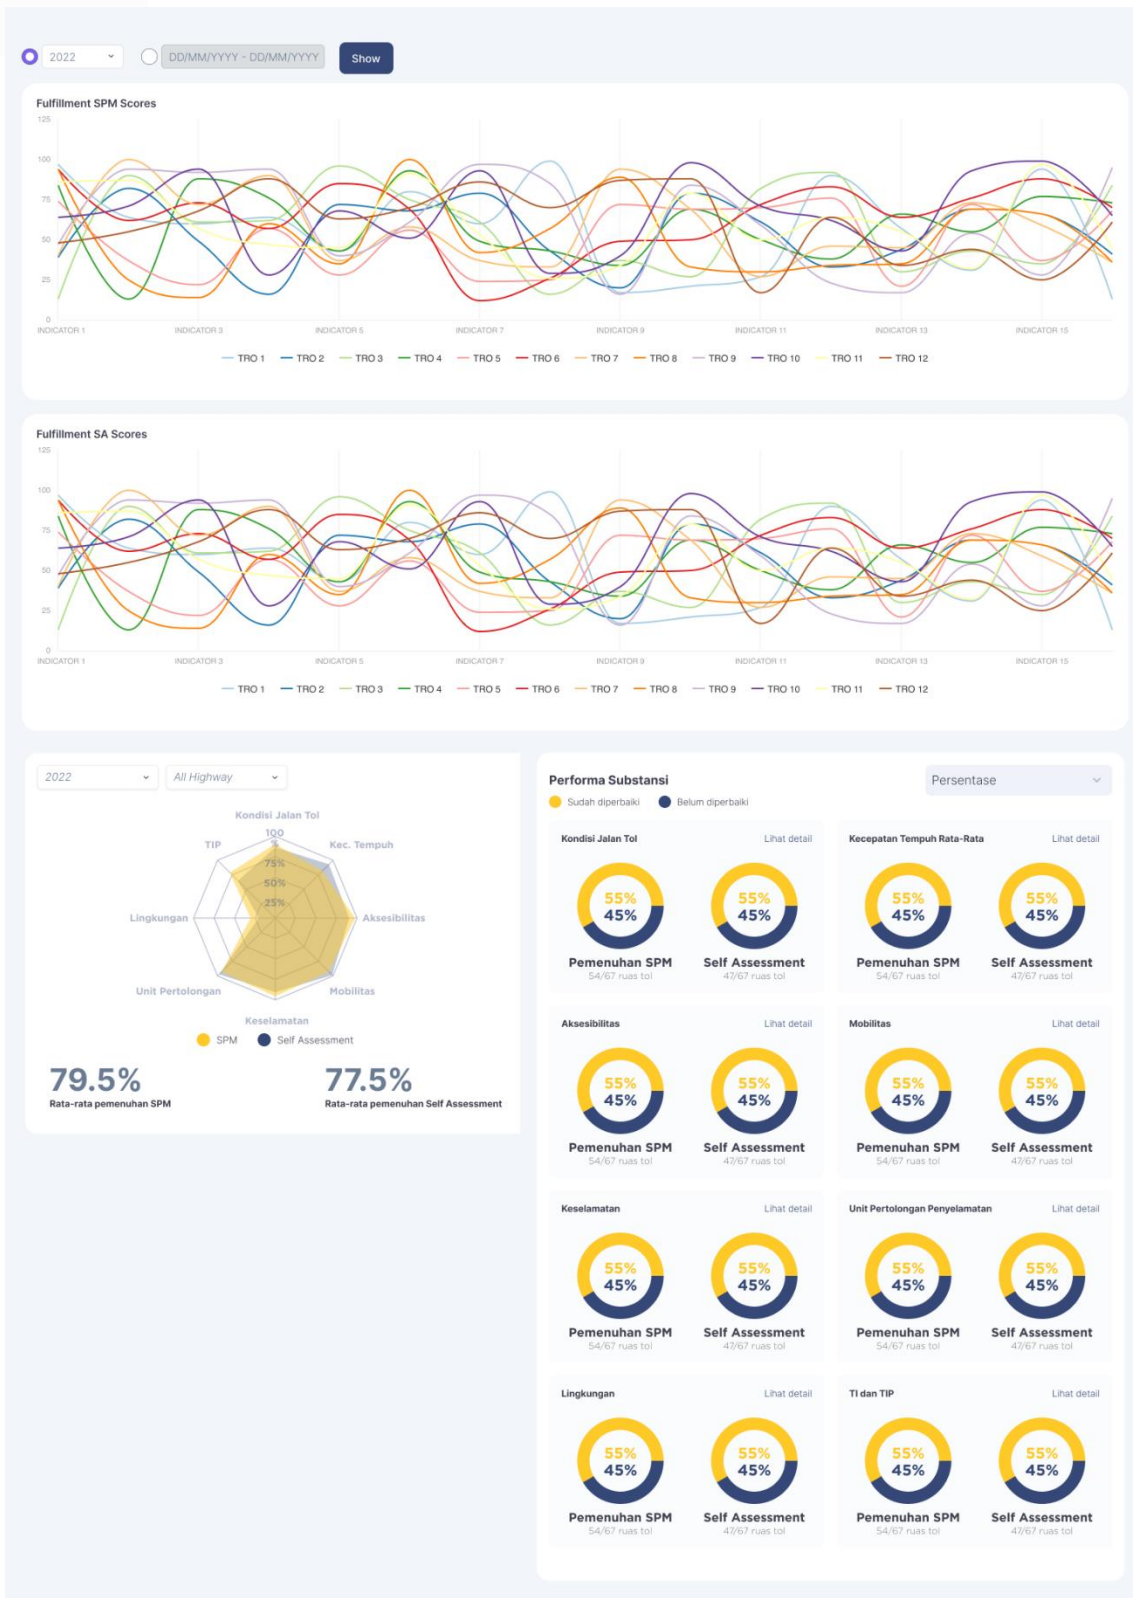 2022 DD/MM/YYYY - DD/MM/YYYY Show
Fulfillment SPM Scores
125
100
75
50
25
0
INDICATOR 1 INDICATOR 3 INDICATOR 5 INDICATOR 7 INDICATOR 9 INDICATOR 11 INDICATOR 13 INDICATOR 15
TRO 1 TRO 2 TRO 3 TRO 4 TRO 5 TRO 6 TRO 7 TRO 8 TRO 9 TRO 10 TRO 11 TRO 12
Fulfillment SA Scores
125
100
75
50
25
0
INDICATOR 1 INDICATOR 3 INDICATOR 5 INDICATOR 7 INDICATOR 9 INDICATOR 11 INDICATOR 13 INDICATOR 15
TRO 1 TRO 2 TRO 3 TRO 4 TRO 5 TRO 6 TRO 7 TRO 8 TRO 9 TRO 10 TRO 11 TRO 12
2022 All Highway
Kondisi Jalan Tol
100
%
TIP Kec. Tempuh
75%
50%
25%
Lingkungan Aksesibilitas
Unit Pertolongan Mobilitas
Keselamatan
SPM Self Assessment
79.5% 77.5%
Rata-rata pemenuhan SPM Rata-rata pemenuhan Self Assessment
Performa Substansi Persentase
Sudah diperbaiki Belum diperbaiki
Kondisi Jalan Tol Lihat detail Kecepatan Tempuh Rata-Rata Lihat detail
55% 55% 55% 55%
45% 45% 45% 45%
Pemenuhan SPM Self Assessment Pemenuhan SPM Self Assessment
54/67 ruas tol 47/67 ruas tol 54/67 ruas tol 47/67 ruas tol
Aksesibilitas Lihat detail Mobilitas Lihat detail
55% 55% 55% 55%
45% 45% 45% 45%
Pemenuhan SPM Self Assessment Pemenuhan SPM Self Assessment
54/67 ruas tol 47/67 ruas tol 54/67 ruas tol 47/67 ruas tol
Keselamatan Lihat detail Unit Pertolongan Penyelamatan Lihat detail
55% 55% 55% 55%
45% 45% 45% 45%
Pemenuhan SPM Self Assessment Pemenuhan SPM Self Assessment
54/67 ruas tol 47/67 ruas tol 54/67 ruas tol 47/67 ruas tol
Lingkungan Lihat detail TI dan TIP Lihat detail
55% 55% 55% 55%
45% 45% 45% 45%
Pemenuhan SPM Self Assessment Pemenuhan SPM Self Assessment
54/67 ruas tol 47/67 ruas tol 54/67 ruas tol 47/67 ruas tol